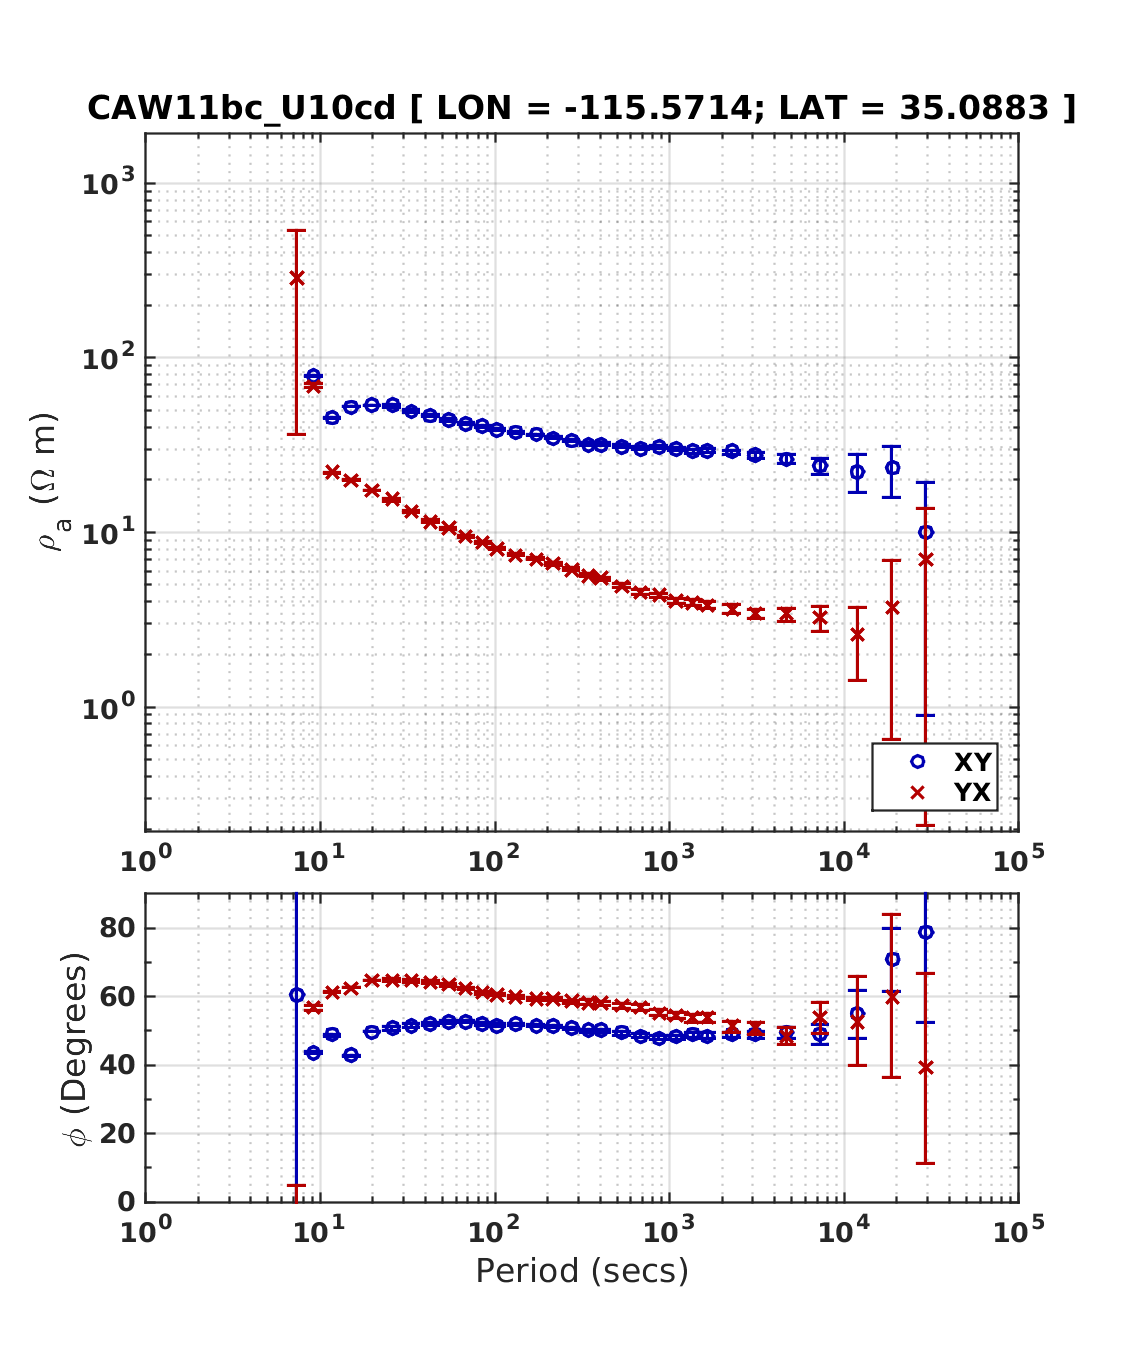 CAW11bc_U10cd [ LON = -115.5714; LAT = 35.0883 ]
10³
10²
10¹
10⁰
ρ a (Ω m)
XY
YX
10⁰ 10¹ 10² 10³ 10⁴ 10⁵
80
60
40
20
0
ϕ (Degrees)
10⁰ 10¹ 10² 10³ 10⁴ 10⁵
Period (secs)